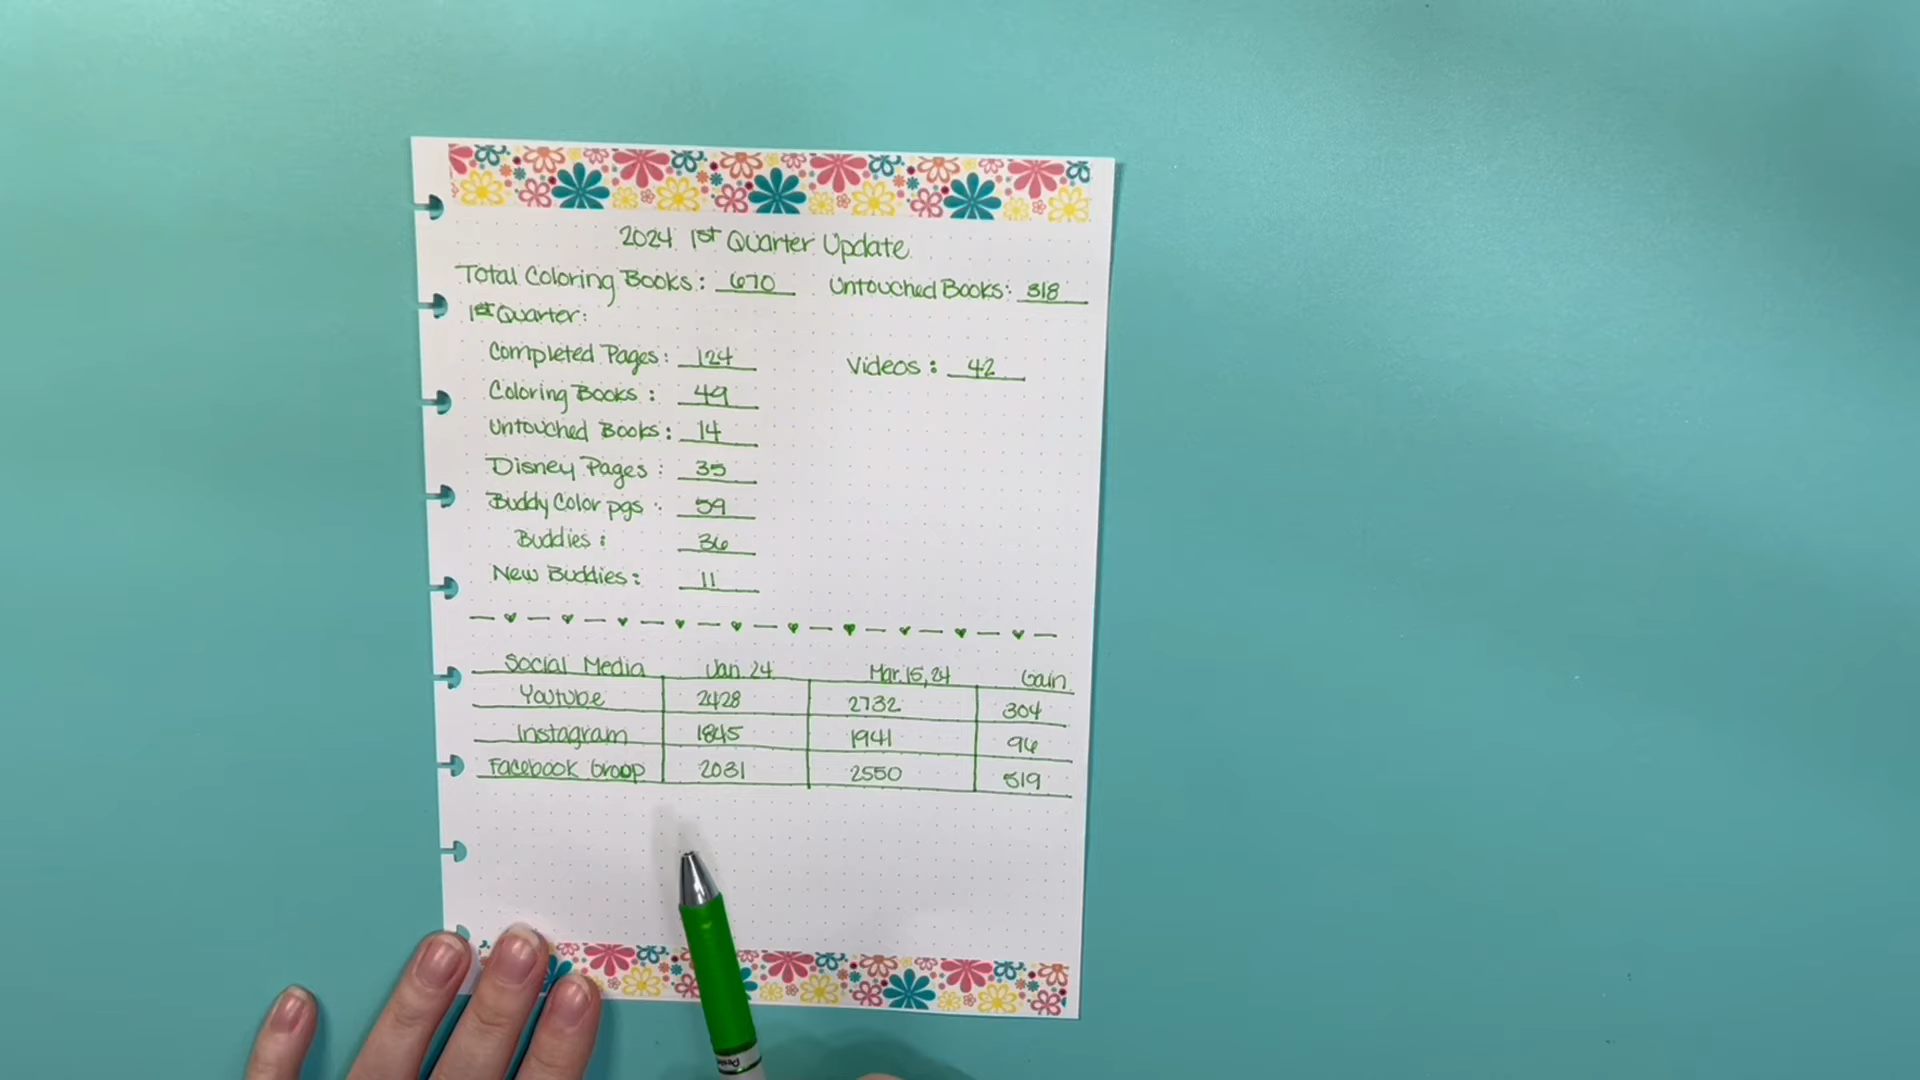 2024 1st Quarter Update
Total Coloring Books: 670 Untouched Books: 318
1st Quarter:
Completed Pages: 124 Videos: 42
Coloring Books: 49
Untouched Books: 14
Disney Pages: 35
Buddy Color pgs: 59
Buddies: 36
New Buddies: 11
Social Media Jan. 24 Mar. 15, 24 Gain
Youtube 2428 2732 304
Instagram 1845 1941 96
Facebook Group 2031 2550 519